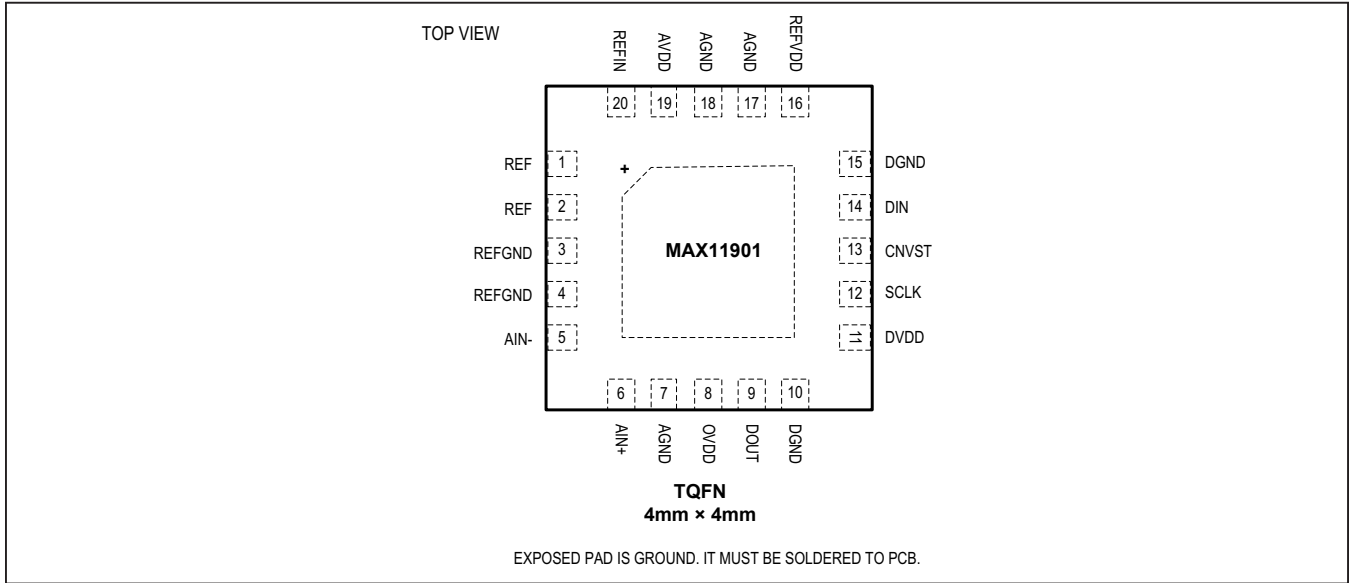 TOP VIEW
REFIN
AVDD
AGND
AGND
REFVDD
20 19 18 17 16
REF 1
REF 2
REFGND 3
REFGND 4
AIN- 5
+
MAX11901
15 DGND
14 DIN
13 CNVST
12 SCLK
11 DVDD
6 7 8 9 10
AIN+
AGND
OVDD
DOUT
DGND
TQFN
4mm × 4mm
EXPOSED PAD IS GROUND. IT MUST BE SOLDERED TO PCB.